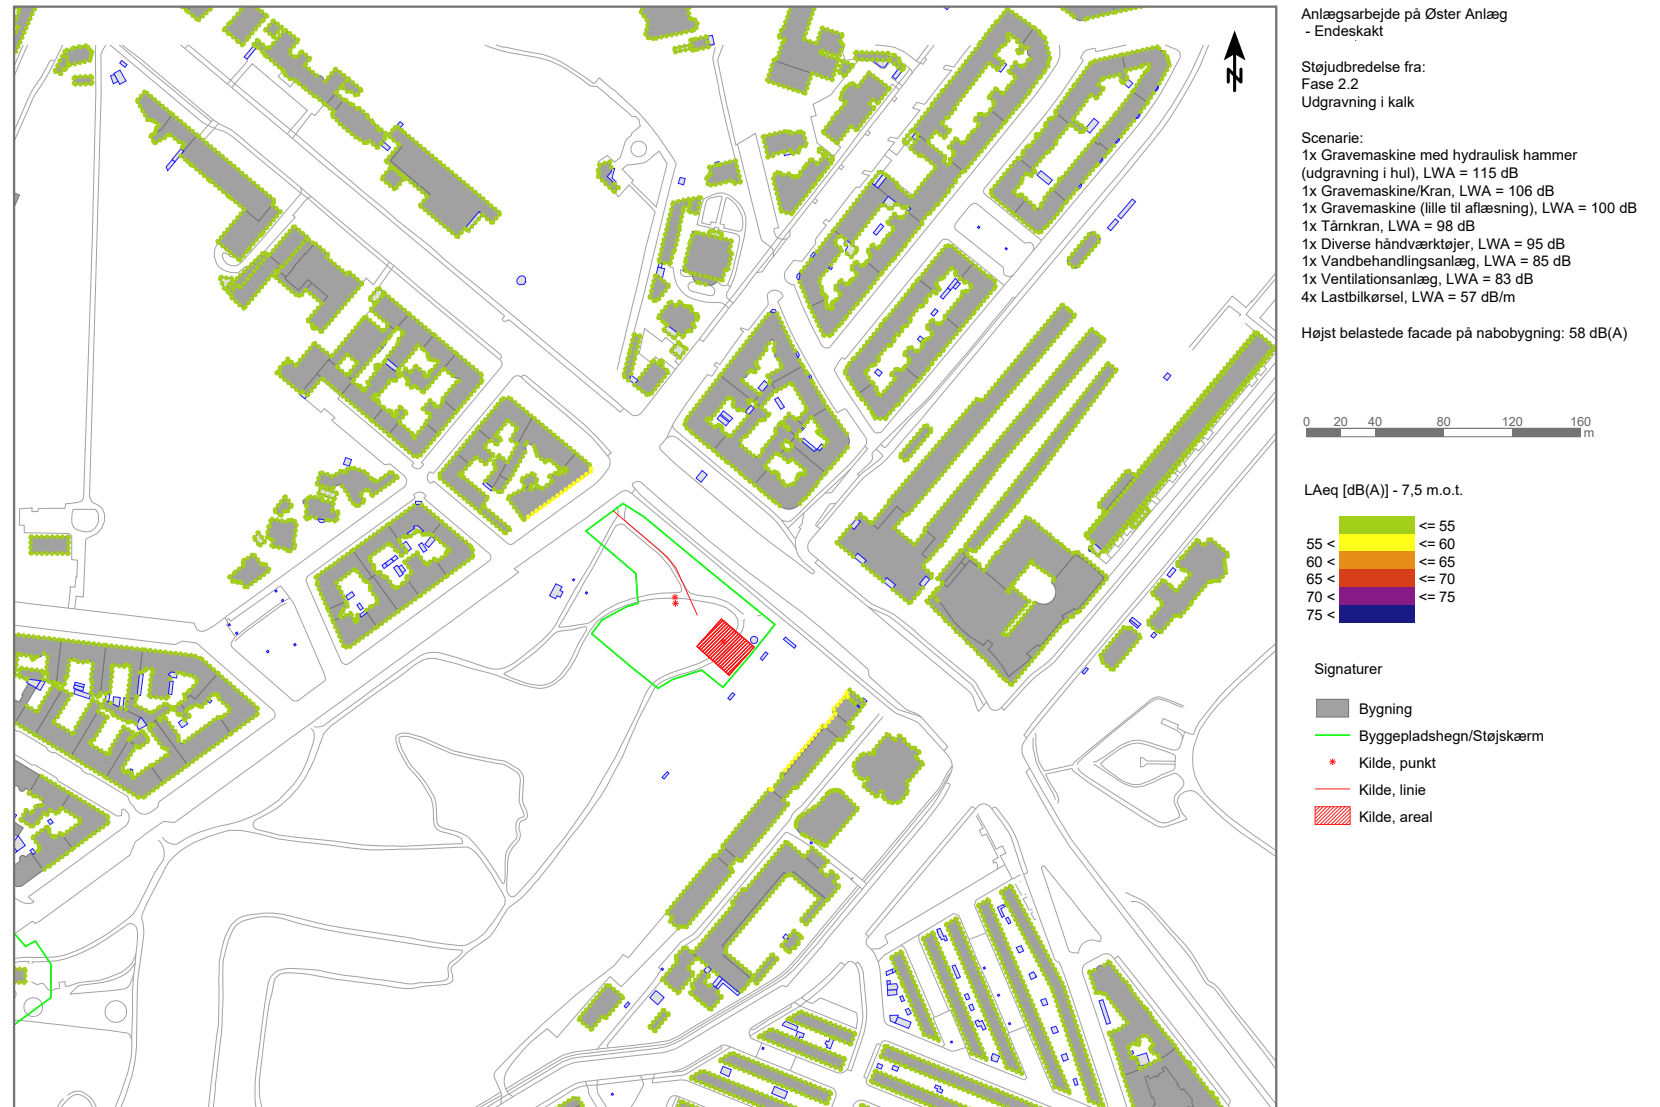 Anlægsarbejde på Øster Anlæg
- Endeskakt
Støjudbredelse fra:
Fase 2.2
Udgravning i kalk
Scenarie:
1x Gravemaskine med hydraulisk hammer
(udgravning i hul), LWA = 115 dB
1x Gravemaskine/Kran, LWA = 106 dB
1x Gravemaskine (lille til aflæsning), LWA = 100 dB
1x Tårnkran, LWA = 98 dB
1x Diverse håndværktøjer, LWA = 95 dB
1x Vandbehandlingsanlæg, LWA = 85 dB
1x Ventilationsanlæg, LWA = 83 dB
4x Lastbilkørsel, LWA = 57 dB/m
Højst belastede facade på nabobygning: 58 dB(A)
0 20 40 80 120 160
m
LAeq [dB(A)] - 7,5 m.o.t.
<= 55
55 < <= 60
60 < <= 65
65 < <= 70
70 < <= 75
75 <
Signaturer
Bygning
Byggepladshegn/Støjskærm
Kilde, punkt
Kilde, linie
Kilde, areal
N